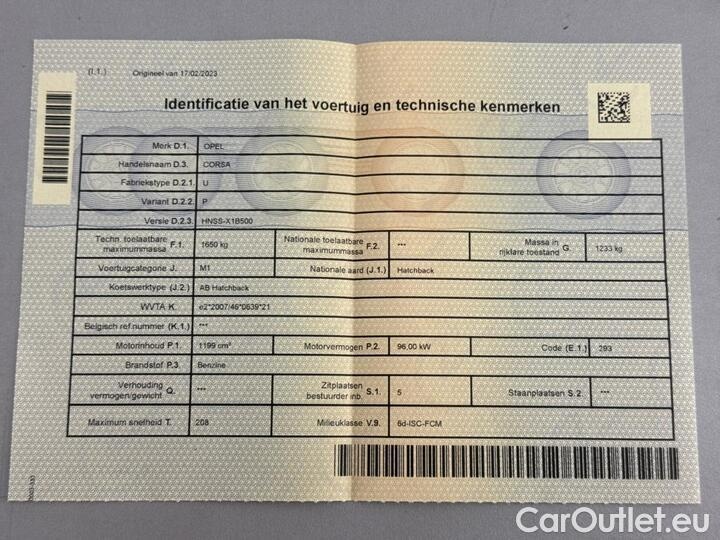 (I.1.) Origineel van 17/02/2023
Identificatie van het voertuig en technische kenmerken
Merk D.1. OPEL
Handelsnaam D.3. CORSA
Fabriekstype D.2.1. U
Variant D.2.2. P
Versie D.2.3. HNSS-X1B500
Techn. toelaatbare maximummassa F.1. 1650 kg Nationale toelaatbare maximummassa F.2. *** Massa in rijklare toestand G. 1233 kg
Voertuigcategorie J. M1 Nationale aard (J.1.) Hatchback
Koetswerktype (J.2.) AB Hatchback
WVTA K. e2*2007/46*0639*21
Belgisch ref.nummer (K.1.) ***
Motorinhoud P.1. 1199 cm³ Motorvermogen P.2. 96,00 kW Code (E.1.) 293
Brandstof P.3. Benzine
Verhouding vermogen/gewicht Q. *** Zitplaatsen bestuurder inb. S.1. 5 Staanplaatsen S.2. ***
Maximum snelheid T. 208 Milieuklasse V.9. 6d-ISC-FCM
CarOutlet.eu